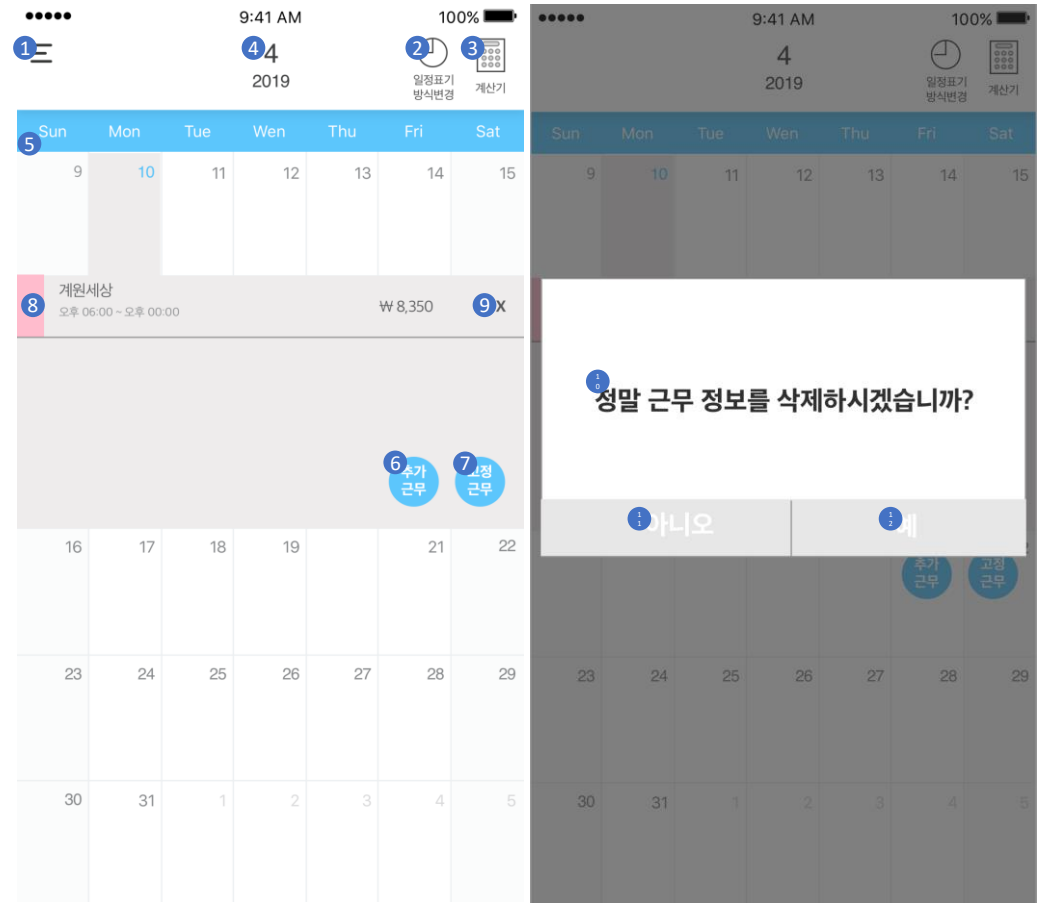 9:41 AM 100%
1 4 4 2 3
2019
일정표기
방식변경
계산기
5 Sun Mon Tue Wen Thu Fri Sat
9 10 11 12 13 14 15
8 계원세상
오후 06:00 ~ 오후 00:00
₩ 8,350 9 X
6 추가
근무
7 고정
근무
16 17 18 19 21 22
23 24 25 26 27 28 29
30 31 1 2 3 4 5
9:41 AM 100%
4
2019
일정표기
방식변경
계산기
Sun Mon Tue Wen Thu Fri Sat
9 10 11 12 13 14 15
10
정말 근무 정보를 삭제하시겠습니까?
11 아니오 12 예
추가
근무
고정
근무
23 24 25 26 27 28 29
30 31 1 2 3 4 5